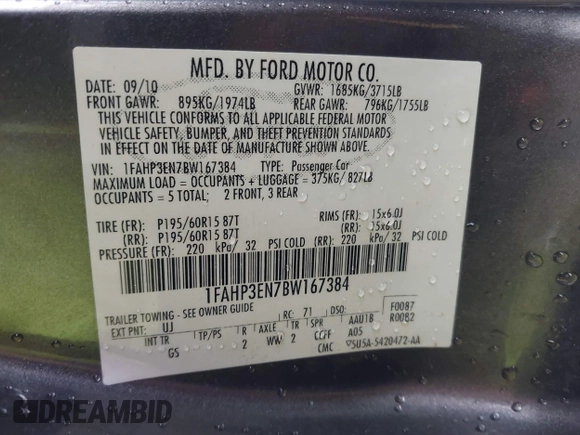 MFD. BY FORD MOTOR CO.
DATE: 09/10 GVWR: 1685KG/3715LB
FRONT GAWR: 895KG/1974LB REAR GAWR: 796KG/1755LB
THIS VEHICLE CONFORMS TO ALL APPLICABLE FEDERAL MOTOR
VEHICLE SAFETY, BUMPER, AND THEFT PREVENTION STANDARDS
IN EFFECT ON THE DATE OF MANUFACTURE SHOWN ABOVE.
VIN: 1FAHP3EN7BW167384 TYPE: Passenger Car
MAXIMUM LOAD = OCCUPANTS + LUGGAGE = 375KG/827LB
OCCUPANTS = 5 TOTAL; 2 FRONT, 3 REAR
TIRE (FR): P195/60R15 87T RIMS (FR): 15x6.0J
(RR): P195/60R15 87T (RR): 15x6.0J
PRESSURE (FR): 220 kPa/ 32 PSI COLD (RR): 220 kPa/ 32 PSI COLD
1FAHP3EN7BW167384
TRAILER TOWING - SEE OWNER GUIDE RC: 71 DSO: F0087
EXT PNT: UJ R0082
INT TR TP/PS R AXLE TR SPR AAU1B
GS 2 WW 2 CCFF A05
CMC 5U5A-5420472-AA
DREAMBID